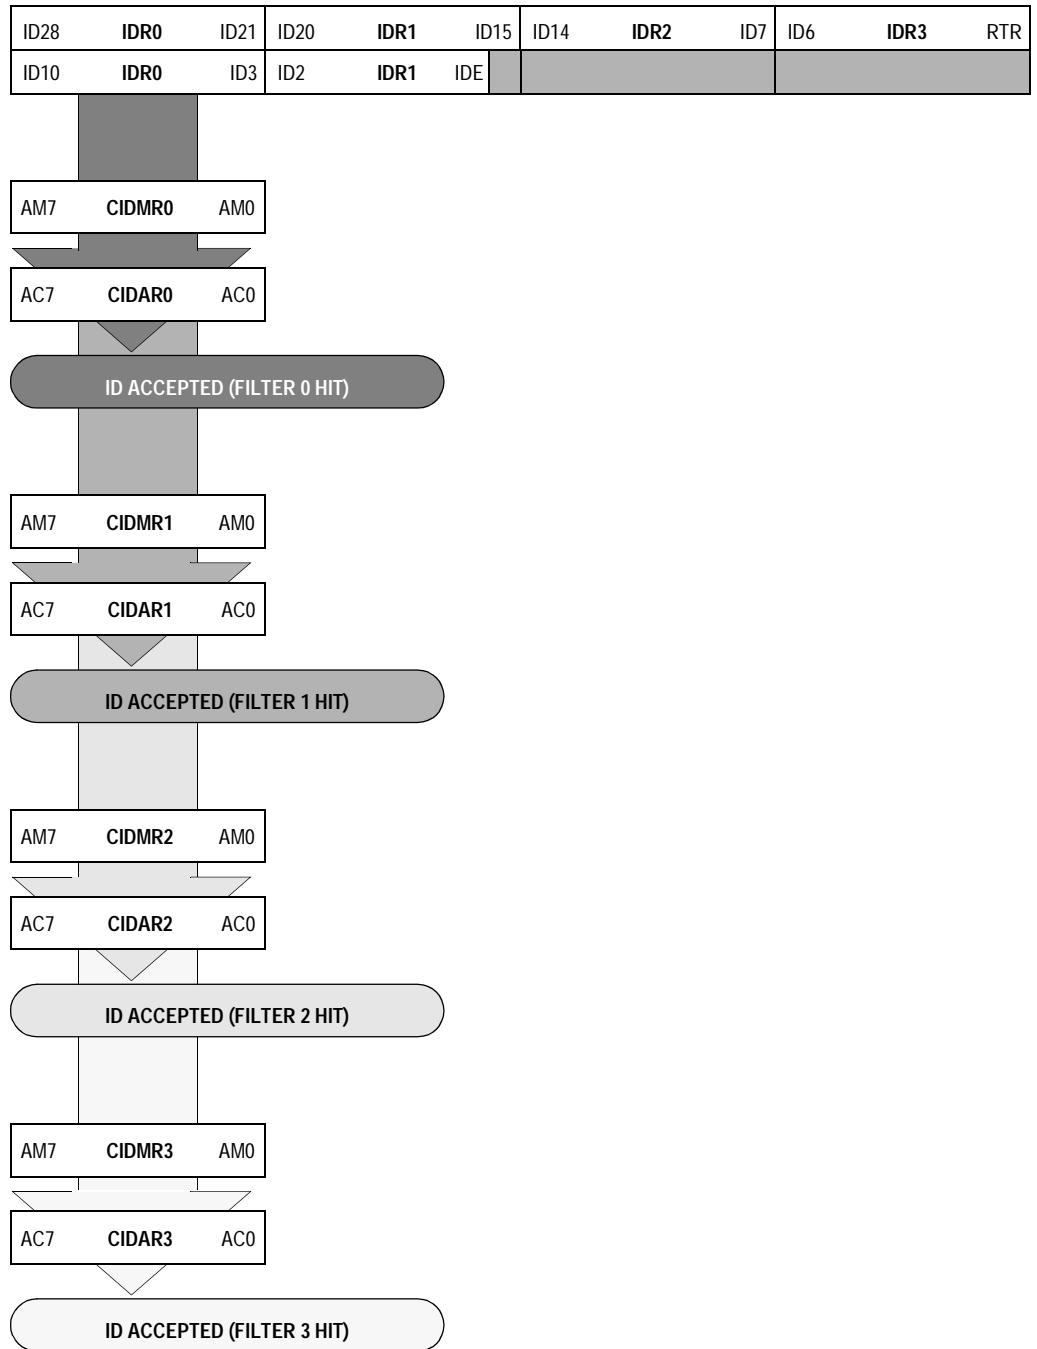 ID28 IDR0 ID21 ID20 IDR1 ID15 ID14 IDR2 ID7 ID6 IDR3 RTR
ID10 IDR0 ID3 ID2 IDR1 IDE
AM7 CIDMR0 AM0
AC7 CIDAR0 AC0
ID ACCEPTED (FILTER 0 HIT)
AM7 CIDMR1 AM0
AC7 CIDAR1 AC0
ID ACCEPTED (FILTER 1 HIT)
AM7 CIDMR2 AM0
AC7 CIDAR2 AC0
ID ACCEPTED (FILTER 2 HIT)
AM7 CIDMR3 AM0
AC7 CIDAR3 AC0
ID ACCEPTED (FILTER 3 HIT)